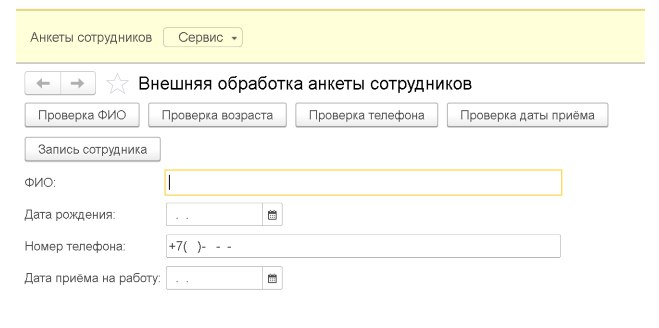 Анкеты сотрудников Сервис
Внешняя обработка анкеты сотрудников
Проверка ФИО Проверка возраста Проверка телефона Проверка даты приёма
Запись сотрудника
ФИО:
Дата рождения: . .
Номер телефона: +7( )- - -
Дата приёма на работу: . .